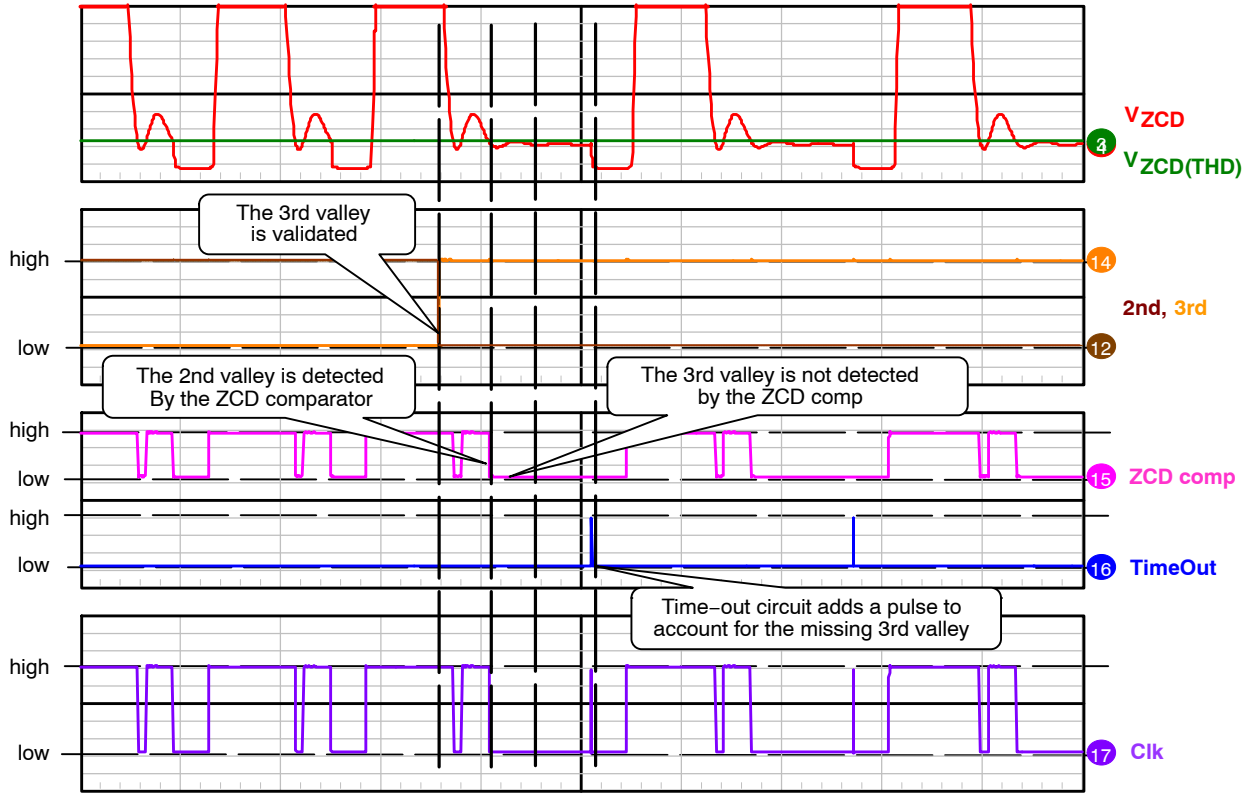 VZCD
3
4
VZCD(THD)
The 3rd valley
is validated
high
14
2nd, 3rd
low
12
The 2nd valley is detected
By the ZCD comparator
The 3rd valley is not detected
by the ZCD comp
high
low
15
ZCD comp
high
low
16
TimeOut
Time−out circuit adds a pulse to
account for the missing 3rd valley
high
low
17
Clk